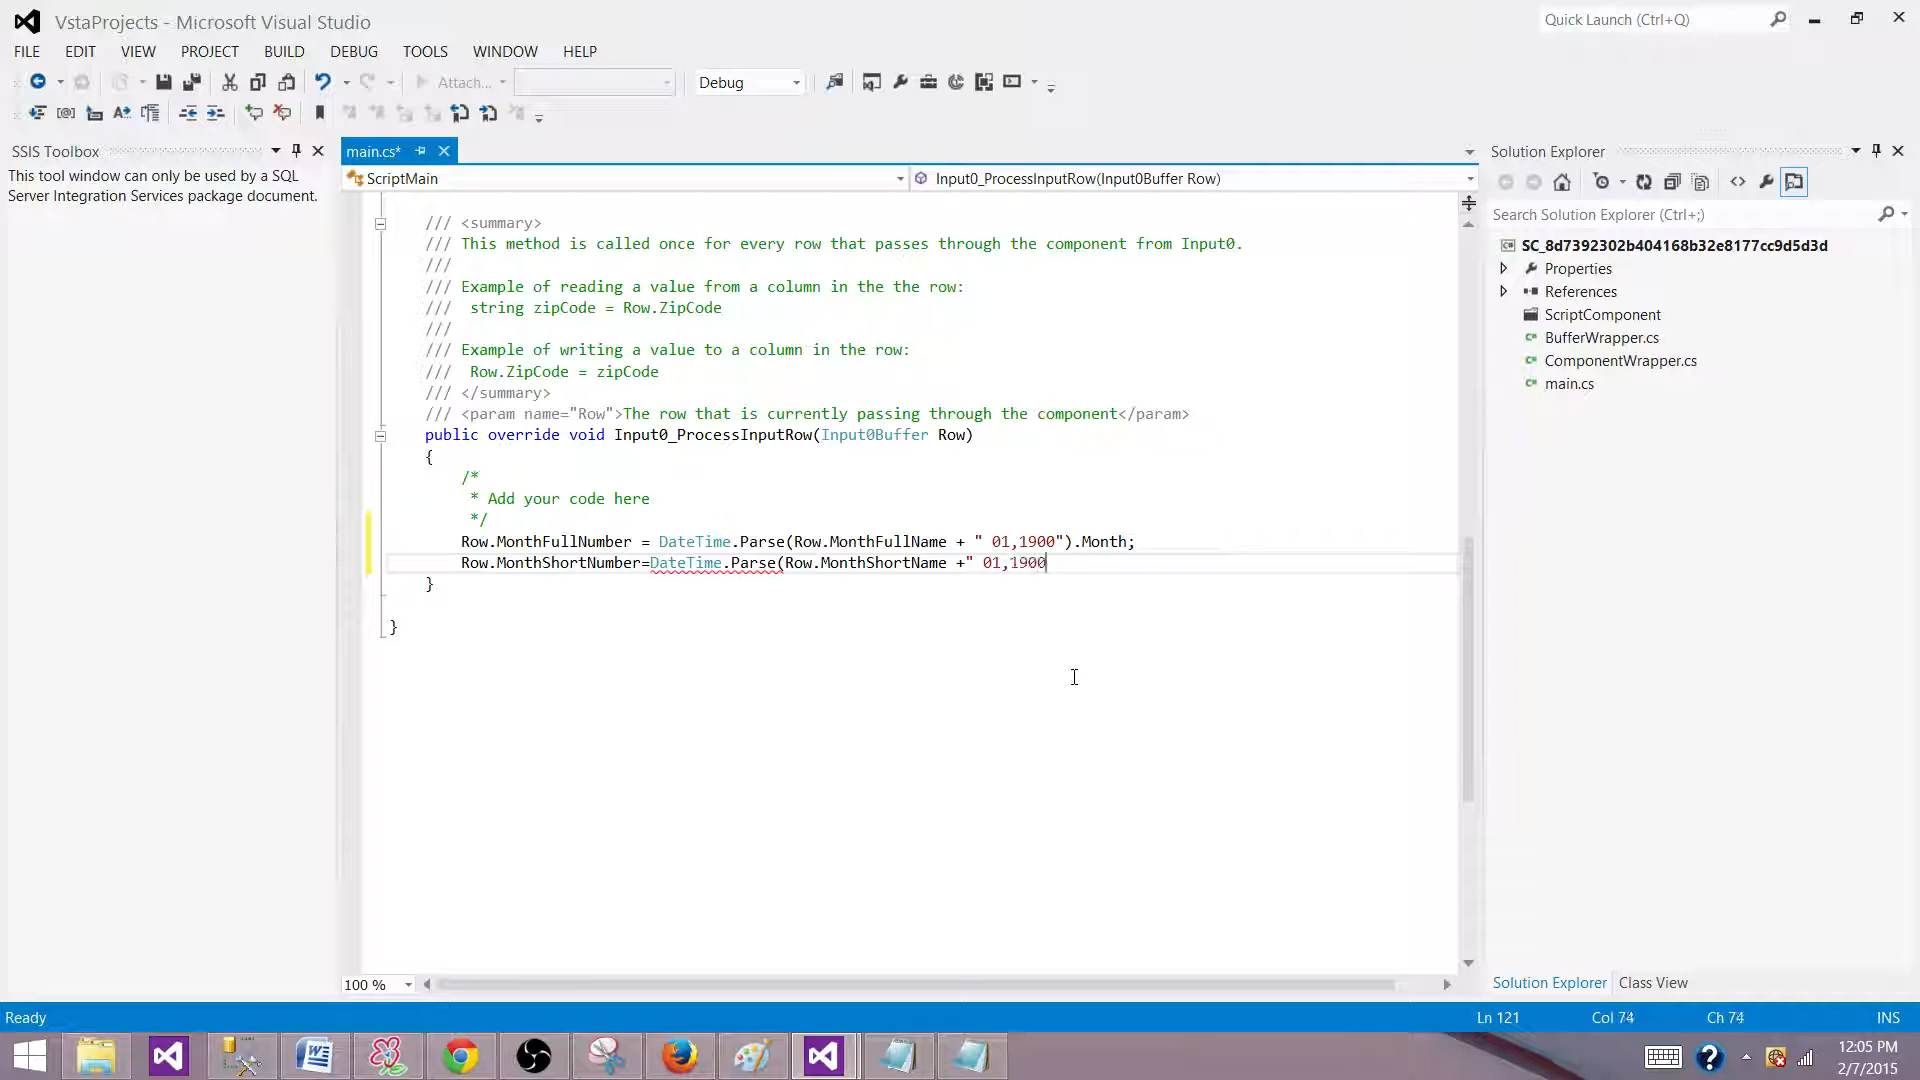 VstaProjects - Microsoft Visual Studio
Quick Launch (Ctrl+Q)
FILE EDIT VIEW PROJECT BUILD DEBUG TOOLS WINDOW HELP
Attach... Debug
SSIS Toolbox
This tool window can only be used by a SQL
Server Integration Services package document.
main.cs*
ScriptMain
Input0_ProcessInputRow(Input0Buffer Row)
/// <summary>
/// This method is called once for every row that passes through the component from Input0.
///
/// Example of reading a value from a column in the the row:
///  string zipCode = Row.ZipCode
///
/// Example of writing a value to a column in the row:
///  Row.ZipCode = zipCode
/// </summary>
/// <param name="Row">The row that is currently passing through the component</param>
public override void Input0_ProcessInputRow(Input0Buffer Row)
{
/*
* Add your code here
*/
Row.MonthFullNumber = DateTime.Parse(Row.MonthFullName + " 01,1900").Month;
Row.MonthShortNumber=DateTime.Parse(Row.MonthShortName +" 01,1900
}
}
100 %
Solution Explorer
Search Solution Explorer (Ctrl+;)
SC_8d7392302b404168b32e8177cc9d5d3d
Properties
References
ScriptComponent
BufferWrapper.cs
ComponentWrapper.cs
main.cs
Solution Explorer Class View
Ready Ln 121 Col 74 Ch 74 INS
12:05 PM
2/7/2015